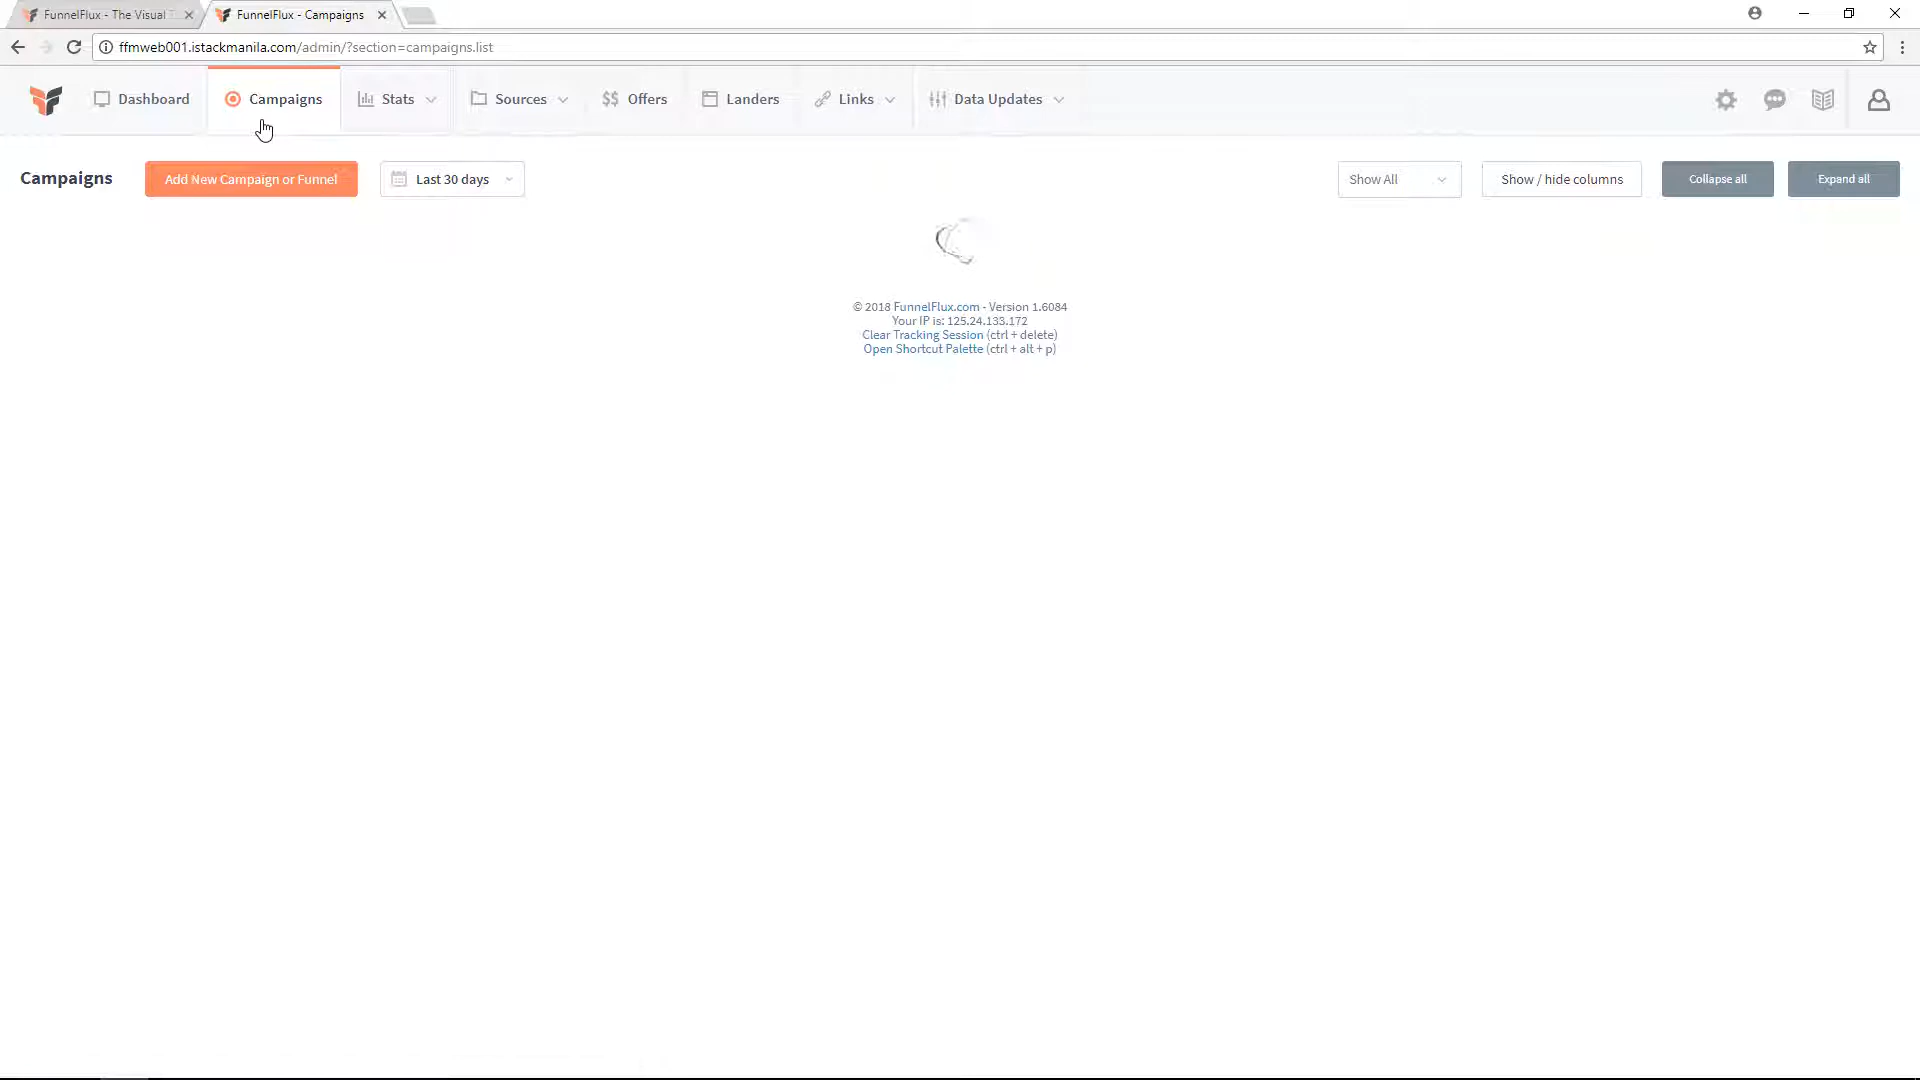 FunnelFlux - The Visual T
FunnelFlux - Campaigns
ffmweb001.istackmanila.com/admin/?section=campaigns.list
Dashboard
Campaigns
Stats
Sources
$$ Offers
Landers
Links
Data Updates
Campaigns
Add New Campaign or Funnel
Last 30 days
Show All
Show / hide columns
Collapse all
Expand all
© 2018 FunnelFlux.com - Version 1.6084
Your IP is: 125.24.133.172
Clear Tracking Session (ctrl + delete)
Open Shortcut Palette (ctrl + alt + p)